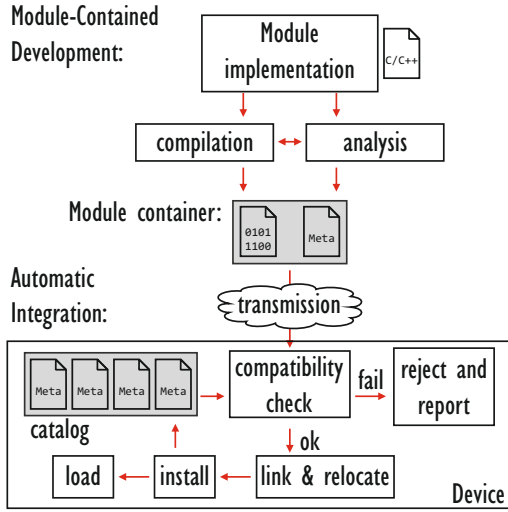 Module-Contained
Development:
Module
implementation
C/C++
compilation
analysis
Module container:
0101
1100
Meta
Automatic
Integration:
transmission
Meta Meta Meta Meta
catalog
compatibility
check
fail
reject and
report
ok
load
install
link & relocate
Device